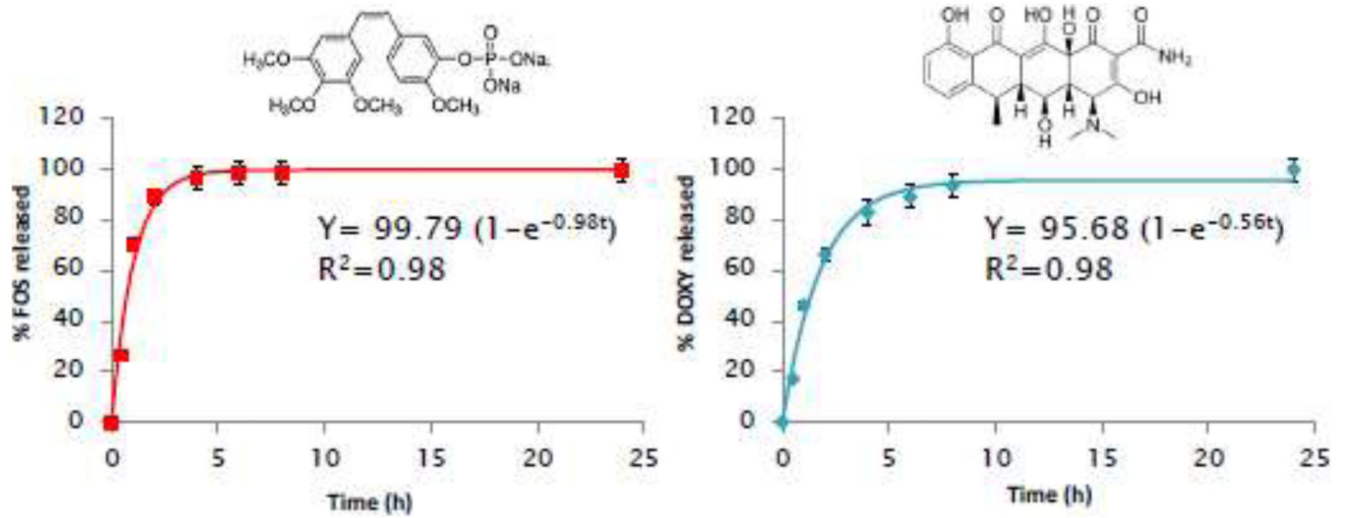 H₃CO
H₃CO
OCH₃
O
O-P-ONa
ONa
OCH₃
% FOS released
120
100
80
60
40
20
0
Y= 99.79 (1-e^-0.98t)
R²=0.98
0 5 10 15 20 25
Time (h)
OH O HO H O O
O
NH₂
OH
H O H N
H
% DOXY released
120
100
80
60
40
20
0
Y= 95.68 (1-e^-0.56t)
R²=0.98
0 5 10 15 20 25
Time (h)